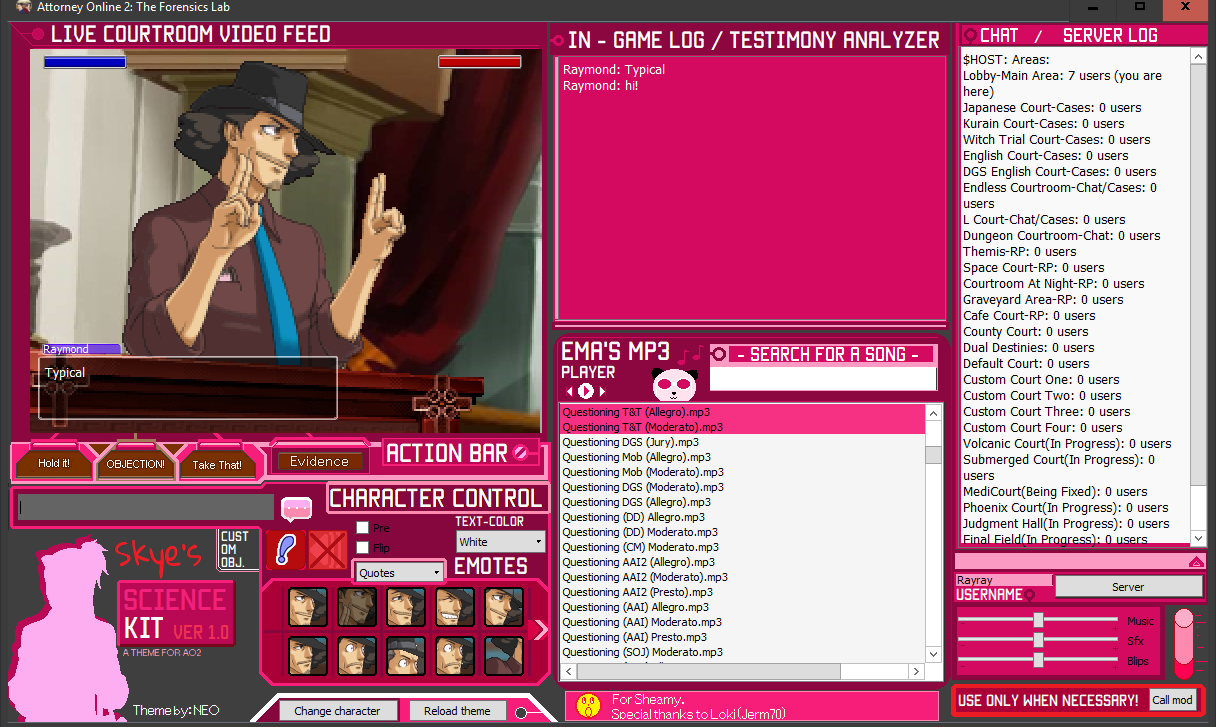 Attorney Online 2: The Forensics Lab
LIVE COURTROOM VIDEO FEED
Raymond
Typical
IN - GAME LOG / TESTIMONY ANALYZER
Raymond: Typical
Raymond: hi!
CHAT / SERVER LOG
$HOST: Areas:
Lobby-Main Area: 7 users (you are
here)
Japanese Court-Cases: 0 users
Kurain Court-Cases: 0 users
Witch Trial Court-Cases: 0 users
English Court-Cases: 0 users
DGS English Court-Cases: 0 users
Endless Courtroom-Chat/Cases: 0
users
L Court-Chat/Cases: 0 users
Dungeon Courtroom-Chat: 0 users
Themis-RP: 0 users
Space Court-RP: 0 users
Courtroom At Night-RP: 0 users
Graveyard Area-RP: 0 users
Cafe Court-RP: 0 users
County Court: 0 users
Dual Destinies: 0 users
Default Court: 0 users
Custom Court One: 0 users
Custom Court Two: 0 users
Custom Court Three: 0 users
Custom Court Four: 0 users
Volcanic Court(In Progress): 0 users
Submerged Court(In Progress): 0
users
MediCourt(Being Fixed): 0 users
Phoenix Court(In Progress): 0 users
Judgment Hall(In Progress): 0 users
Final Field(In Progress): 0 users
EMA'S MP3
PLAYER
- SEARCH FOR A SONG -
Questioning T&T (Allegro).mp3
Questioning T&T (Moderato).mp3
Questioning DGS (Jury).mp3
Questioning Mob (Allegro).mp3
Questioning Mob (Moderato).mp3
Questioning DGS (Moderato).mp3
Questioning DGS (Allegro).mp3
Questioning (DD) Allegro.mp3
Questioning (DD) Moderato.mp3
Questioning (CM) Moderato.mp3
Questioning AAI2 (Allegro).mp3
Questioning AAI2 (Moderato).mp3
Questioning AAI2 (Presto).mp3
Questioning (AAI) Allegro.mp3
Questioning (AAI) Moderato.mp3
Questioning (AAI) Presto.mp3
Questioning (SOJ) Moderato.mp3
Hold it!
OBJECTION!
Take That!
Evidence
ACTION BAR
CHARACTER CONTROL
CUST
OM
OBJ.
Pre
Flip
TEXT-COLOR
White
Quotes
EMOTES
Skye's
SCIENCE
KIT VER 1.0
A THEME FOR AO2
Theme by: NEO
Change character
Reload theme
For Sheamy.
Special thanks to Loki(Jerm70)
Rayray
USERNAME
Server
Music
Sfx
Blips
USE ONLY WHEN NECESSARY!
Call mod